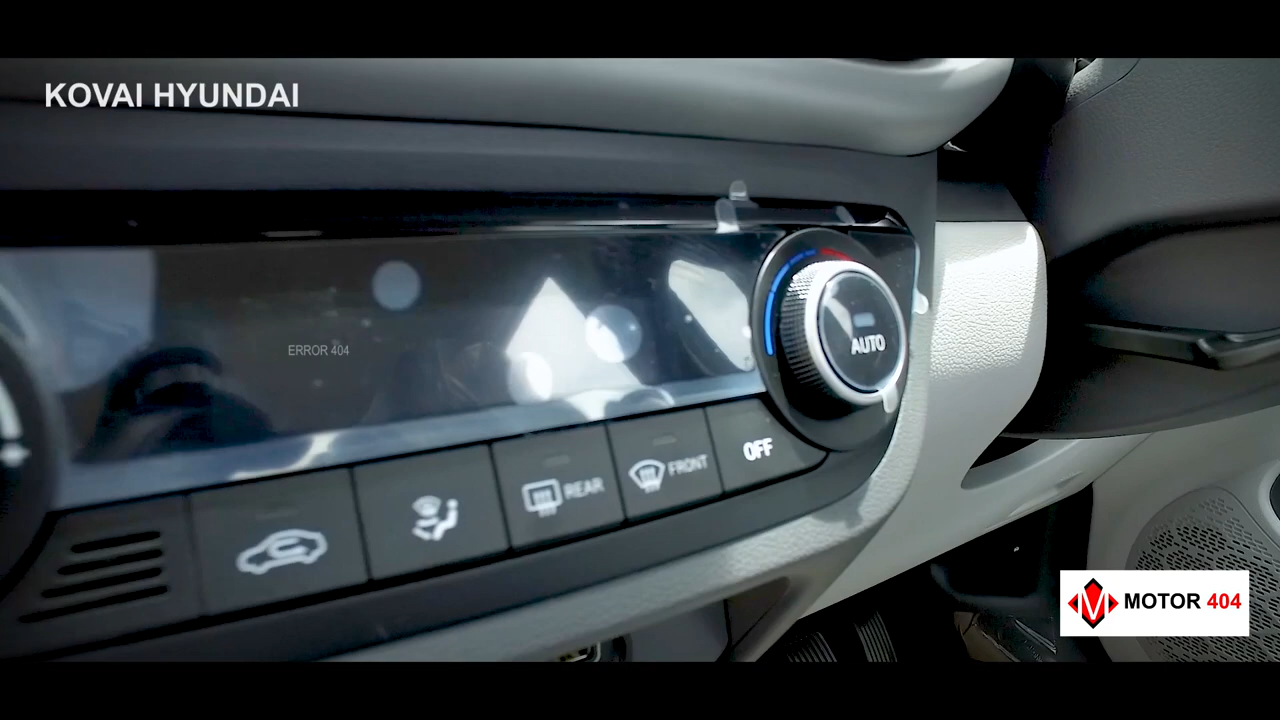 KOVAI HYUNDAI
ERROR 404
AUTO
OFF
FRONT
REAR
MOTOR 404